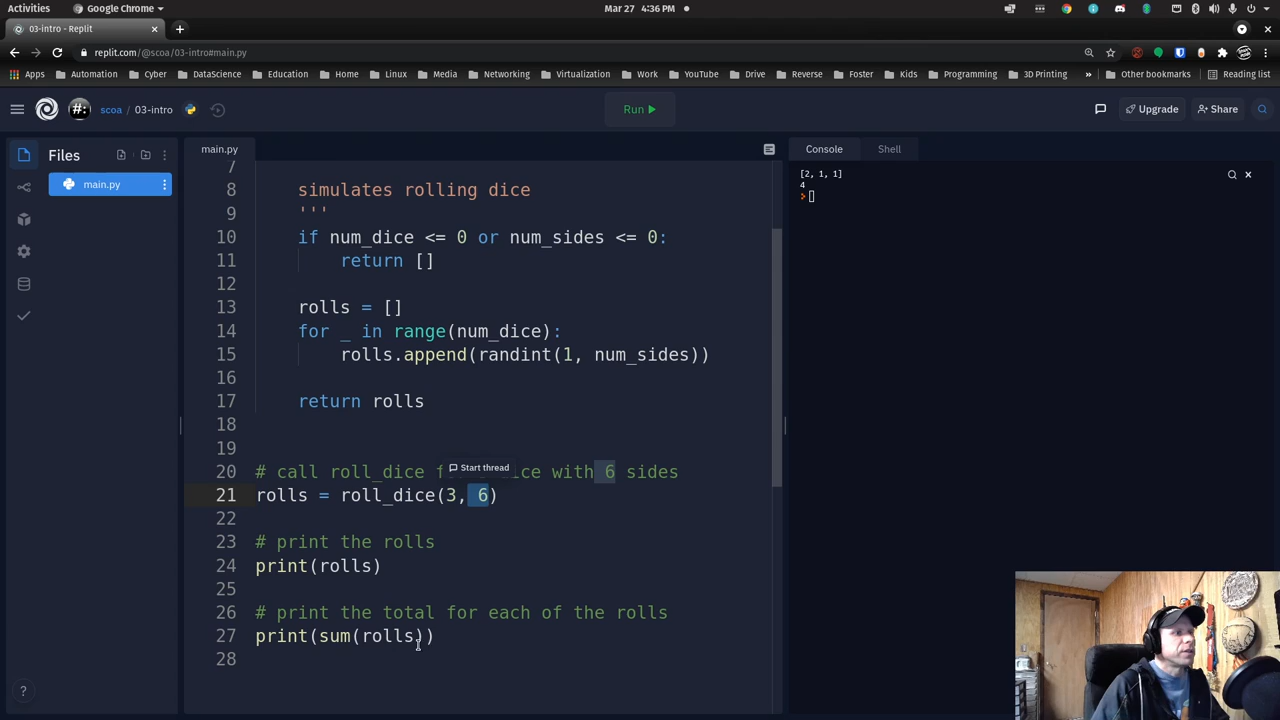 Activities
Google Chrome
Mar 27 4:36 PM
03-intro - Replit
replit.com/@scoa/03-intro#main.py
Apps
Automation
Cyber
DataScience
Education
Home
Linux
Media
Networking
Virtualization
Work
YouTube
Drive
Reverse
Foster
Kids
Programming
3D Printing
»
Other bookmarks
Reading list
#:
scoa / 03-intro
Run
Upgrade
Share
Files
main.py
main.py
Console
Shell
7
8 simulates rolling dice
9 '''
10 if num_dice <= 0 or num_sides <= 0:
11 return []
12
13 rolls = []
14 for _ in range(num_dice):
15 rolls.append(randint(1, num_sides))
16
17 return rolls
18
19
Start thread
20 # call roll_dice f ice with 6 sides
21 rolls = roll_dice(3, 6)
22
23 # print the rolls
24 print(rolls)
25
26 # print the total for each of the rolls
27 print(sum(rolls))
28
[2, 1, 1]
4
>
?